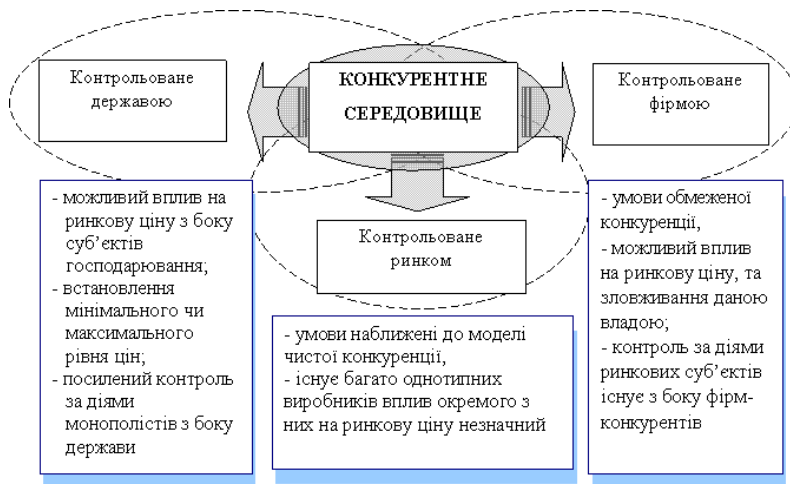 КОНКУРЕНТНЕ
СЕРЕДОВИЩЕ
Контрольоване
державою
Контрольоване
фірмою
Контрольоване
ринком
- можливий вплив на
ринкову ціну з боку
суб’єктів
господарювання;
- встановлення
мінімального чи
максимального
рівня цін;
- посилений контроль
за діями
монополістів з боку
держави
- умови наближені до моделі
чистої конкуренції,
- існує багато однотипних
виробників вплив окремого з
них на ринкову ціну незначний
- умови обмеженої
конкуренції,
- можливий вплив
на ринкову ціну, та
зловживання даною
владою;
- контроль за діями
ринкових суб’єктів
існує з боку фірм-
конкурентів